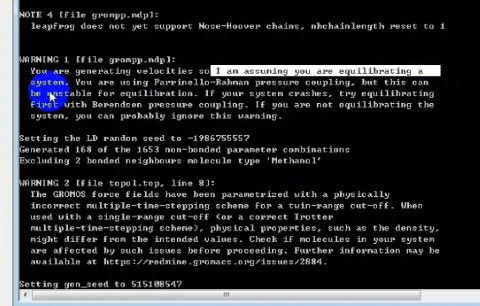 NOTE 4 [file grompp.mdp]:
leapfrog does not yet support Nose-Hoover chains, nhchainlength reset to 1
WARNING 1 [file grompp.mdp]:
You are generating velocities so I am assuming you are equilibrating a
system. You are using Parrinello-Rahman pressure coupling, but this can
be unstable for equilibration. If your system crashes, try equilibrating
first with Berendsen pressure coupling. If you are not equilibrating the
system, you can probably ignore this warning.
Setting the LD random seed to -1986755557
Generated 168 of the 1653 non-bonded parameter combinations
Excluding 2 bonded neighbours molecule type 'Methanol'
WARNING 2 [file topol.top, line 8]:
The GROMOS force fields have been parametrized with a physically
incorrect multiple-time-stepping scheme for a twin-range cut-off. When
used with a single-range cut-off (or a correct Trotter
multiple-time-stepping scheme), physical properties, such as the density,
might differ from the intended values. Check if molecules in your system
are affected by such issues before proceeding. Further information may be
available at https://redmine.gromacs.org/issues/2884.
Setting gen_seed to 515108547